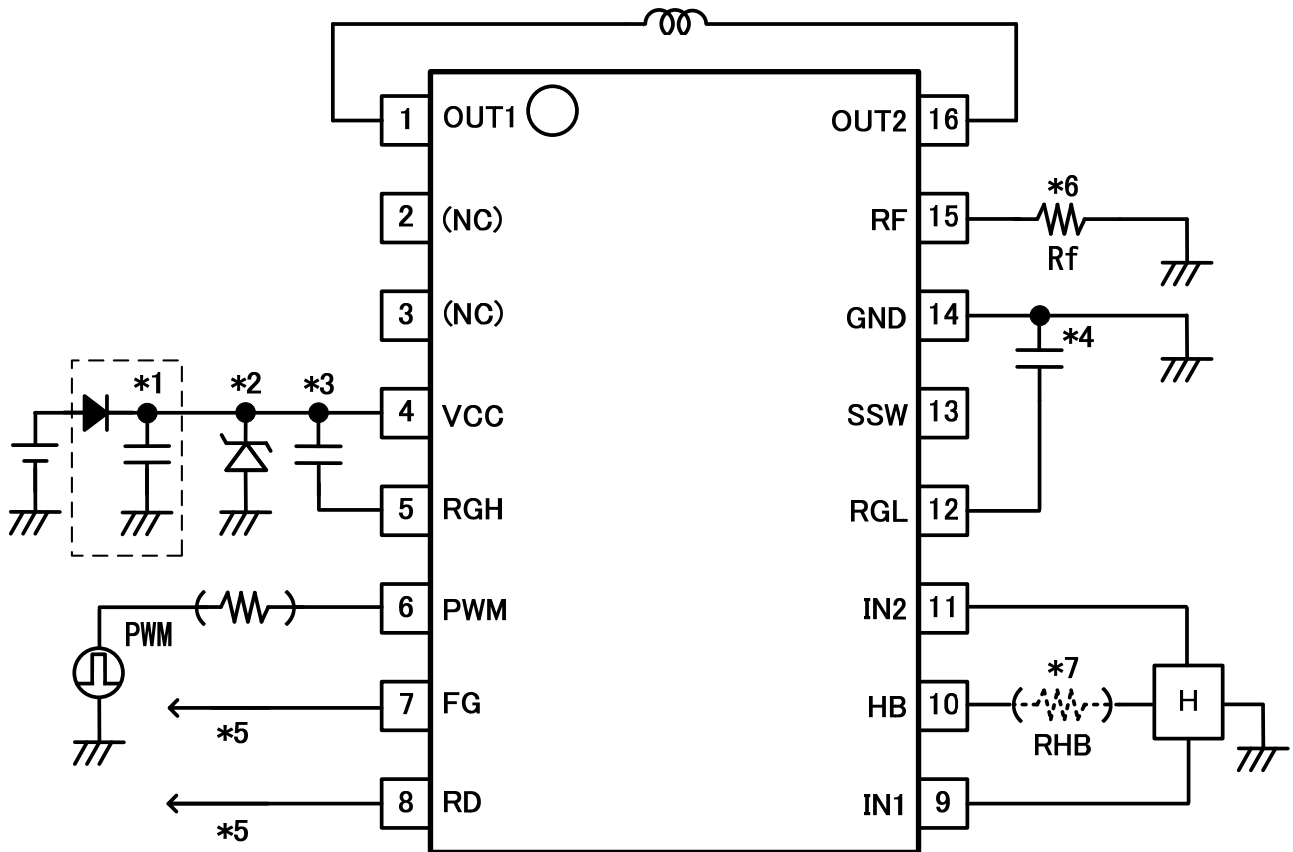 1 OUT1 OUT2 16
2 (NC) RF 15 *6
Rf
3 (NC) GND 14 *4
*1 *2 *3
4 VCC SSW 13
5 RGH RGL 12
PWM 6 PWM IN2 11
*5 7 FG HB 10 *7 H
RHB
*5 8 RD IN1 9